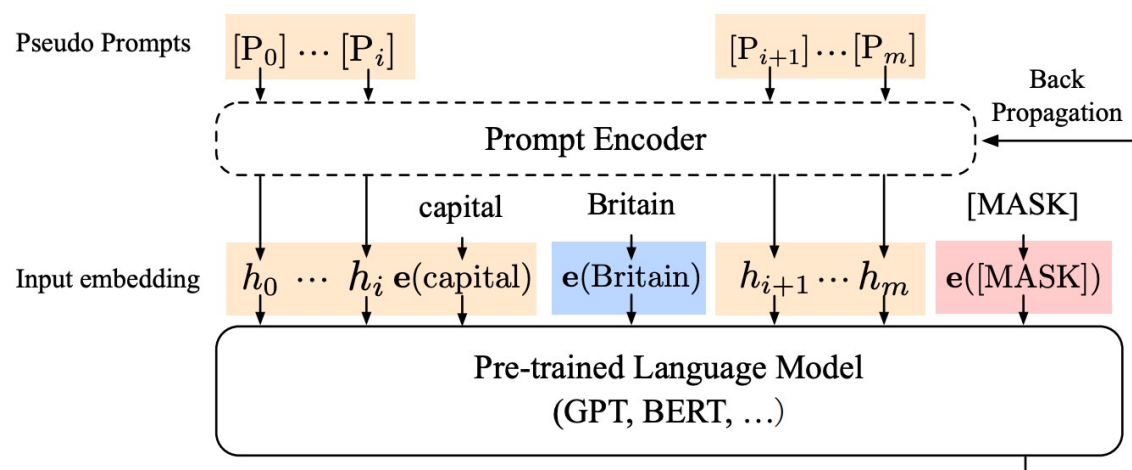 Pseudo Prompts [P₀] ⋯ [Pᵢ] [Pᵢ₊₁] ⋯ [Pₘ]
Back
Propagation
Prompt Encoder
capital Britain [MASK]
Input embedding h₀ ⋯ hᵢ e(capital) e(Britain) hᵢ₊₁ ⋯ hₘ e([MASK])
Pre-trained Language Model
(GPT, BERT, …)